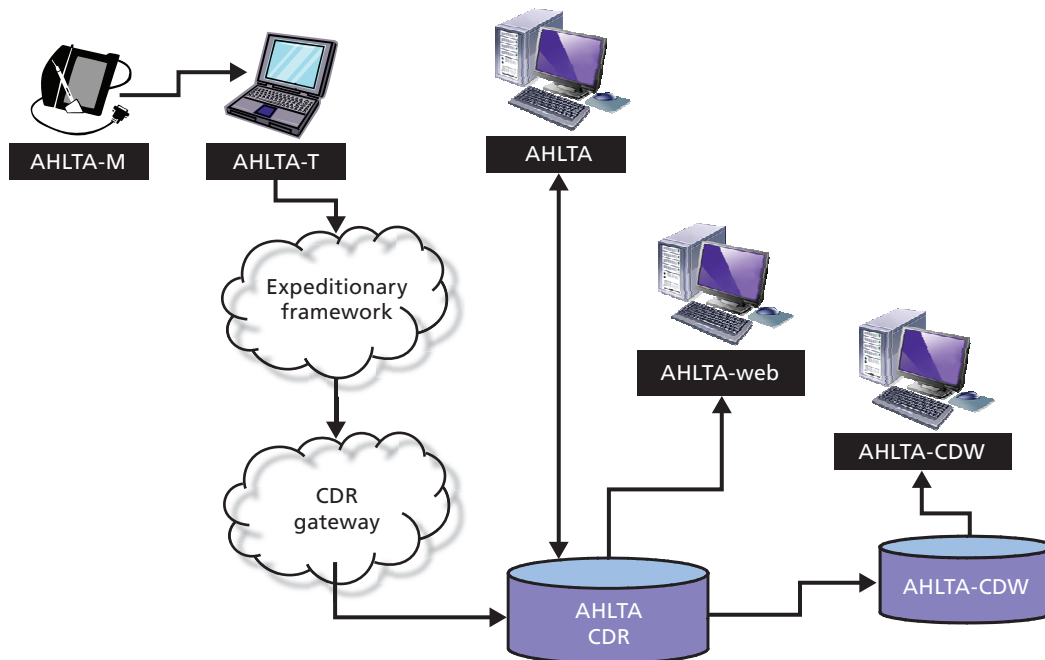 AHLTA-M
AHLTA-T
AHLTA
Expeditionary
framework
AHLTA-web
AHLTA-CDW
CDR
gateway
AHLTA-CDW
AHLTA
CDR